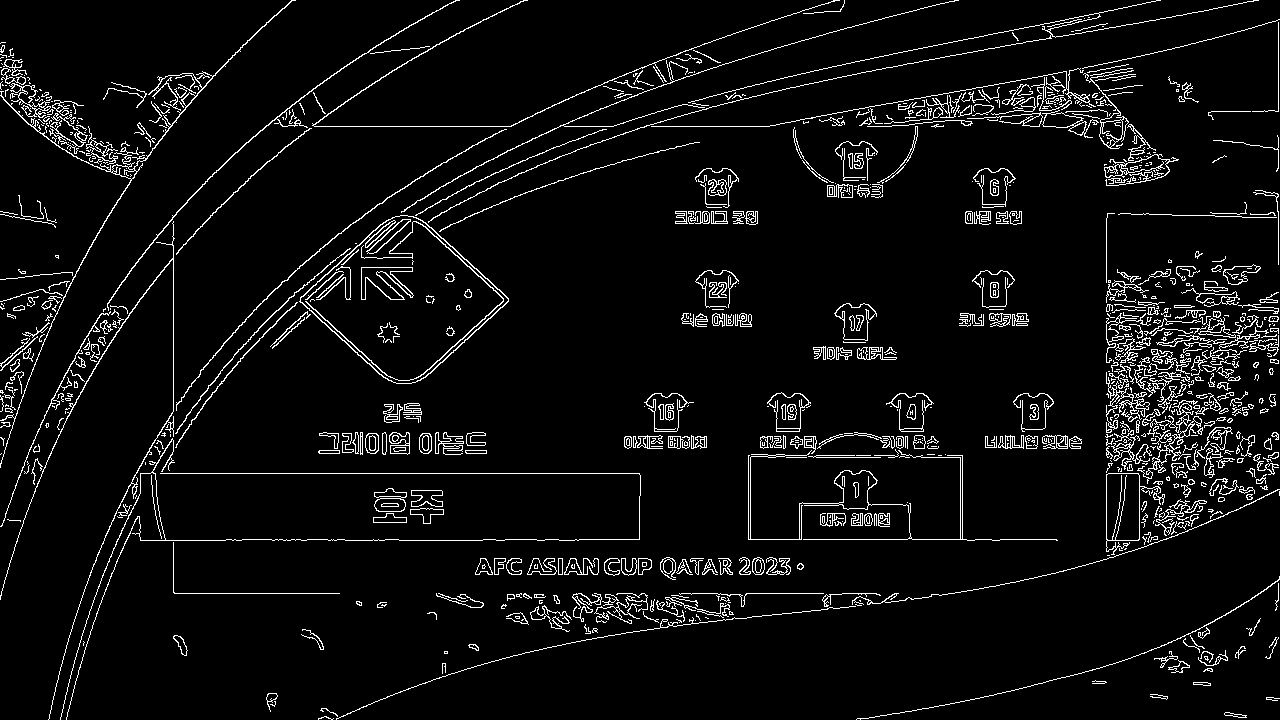 15
미첼 듀크
23
크레이그 굿윈
6
마틴 보일
22
잭슨 어바인
8
코너 멧카프
17
키아누 배커스
감독
그레이엄 아놀드
16
아지즈 베히치
19
해리 수타
4
카이 롤스
3
너새니얼 앳킨슨
호주
1
매튜 라이언
AFC ASIAN CUP QATAR 2023